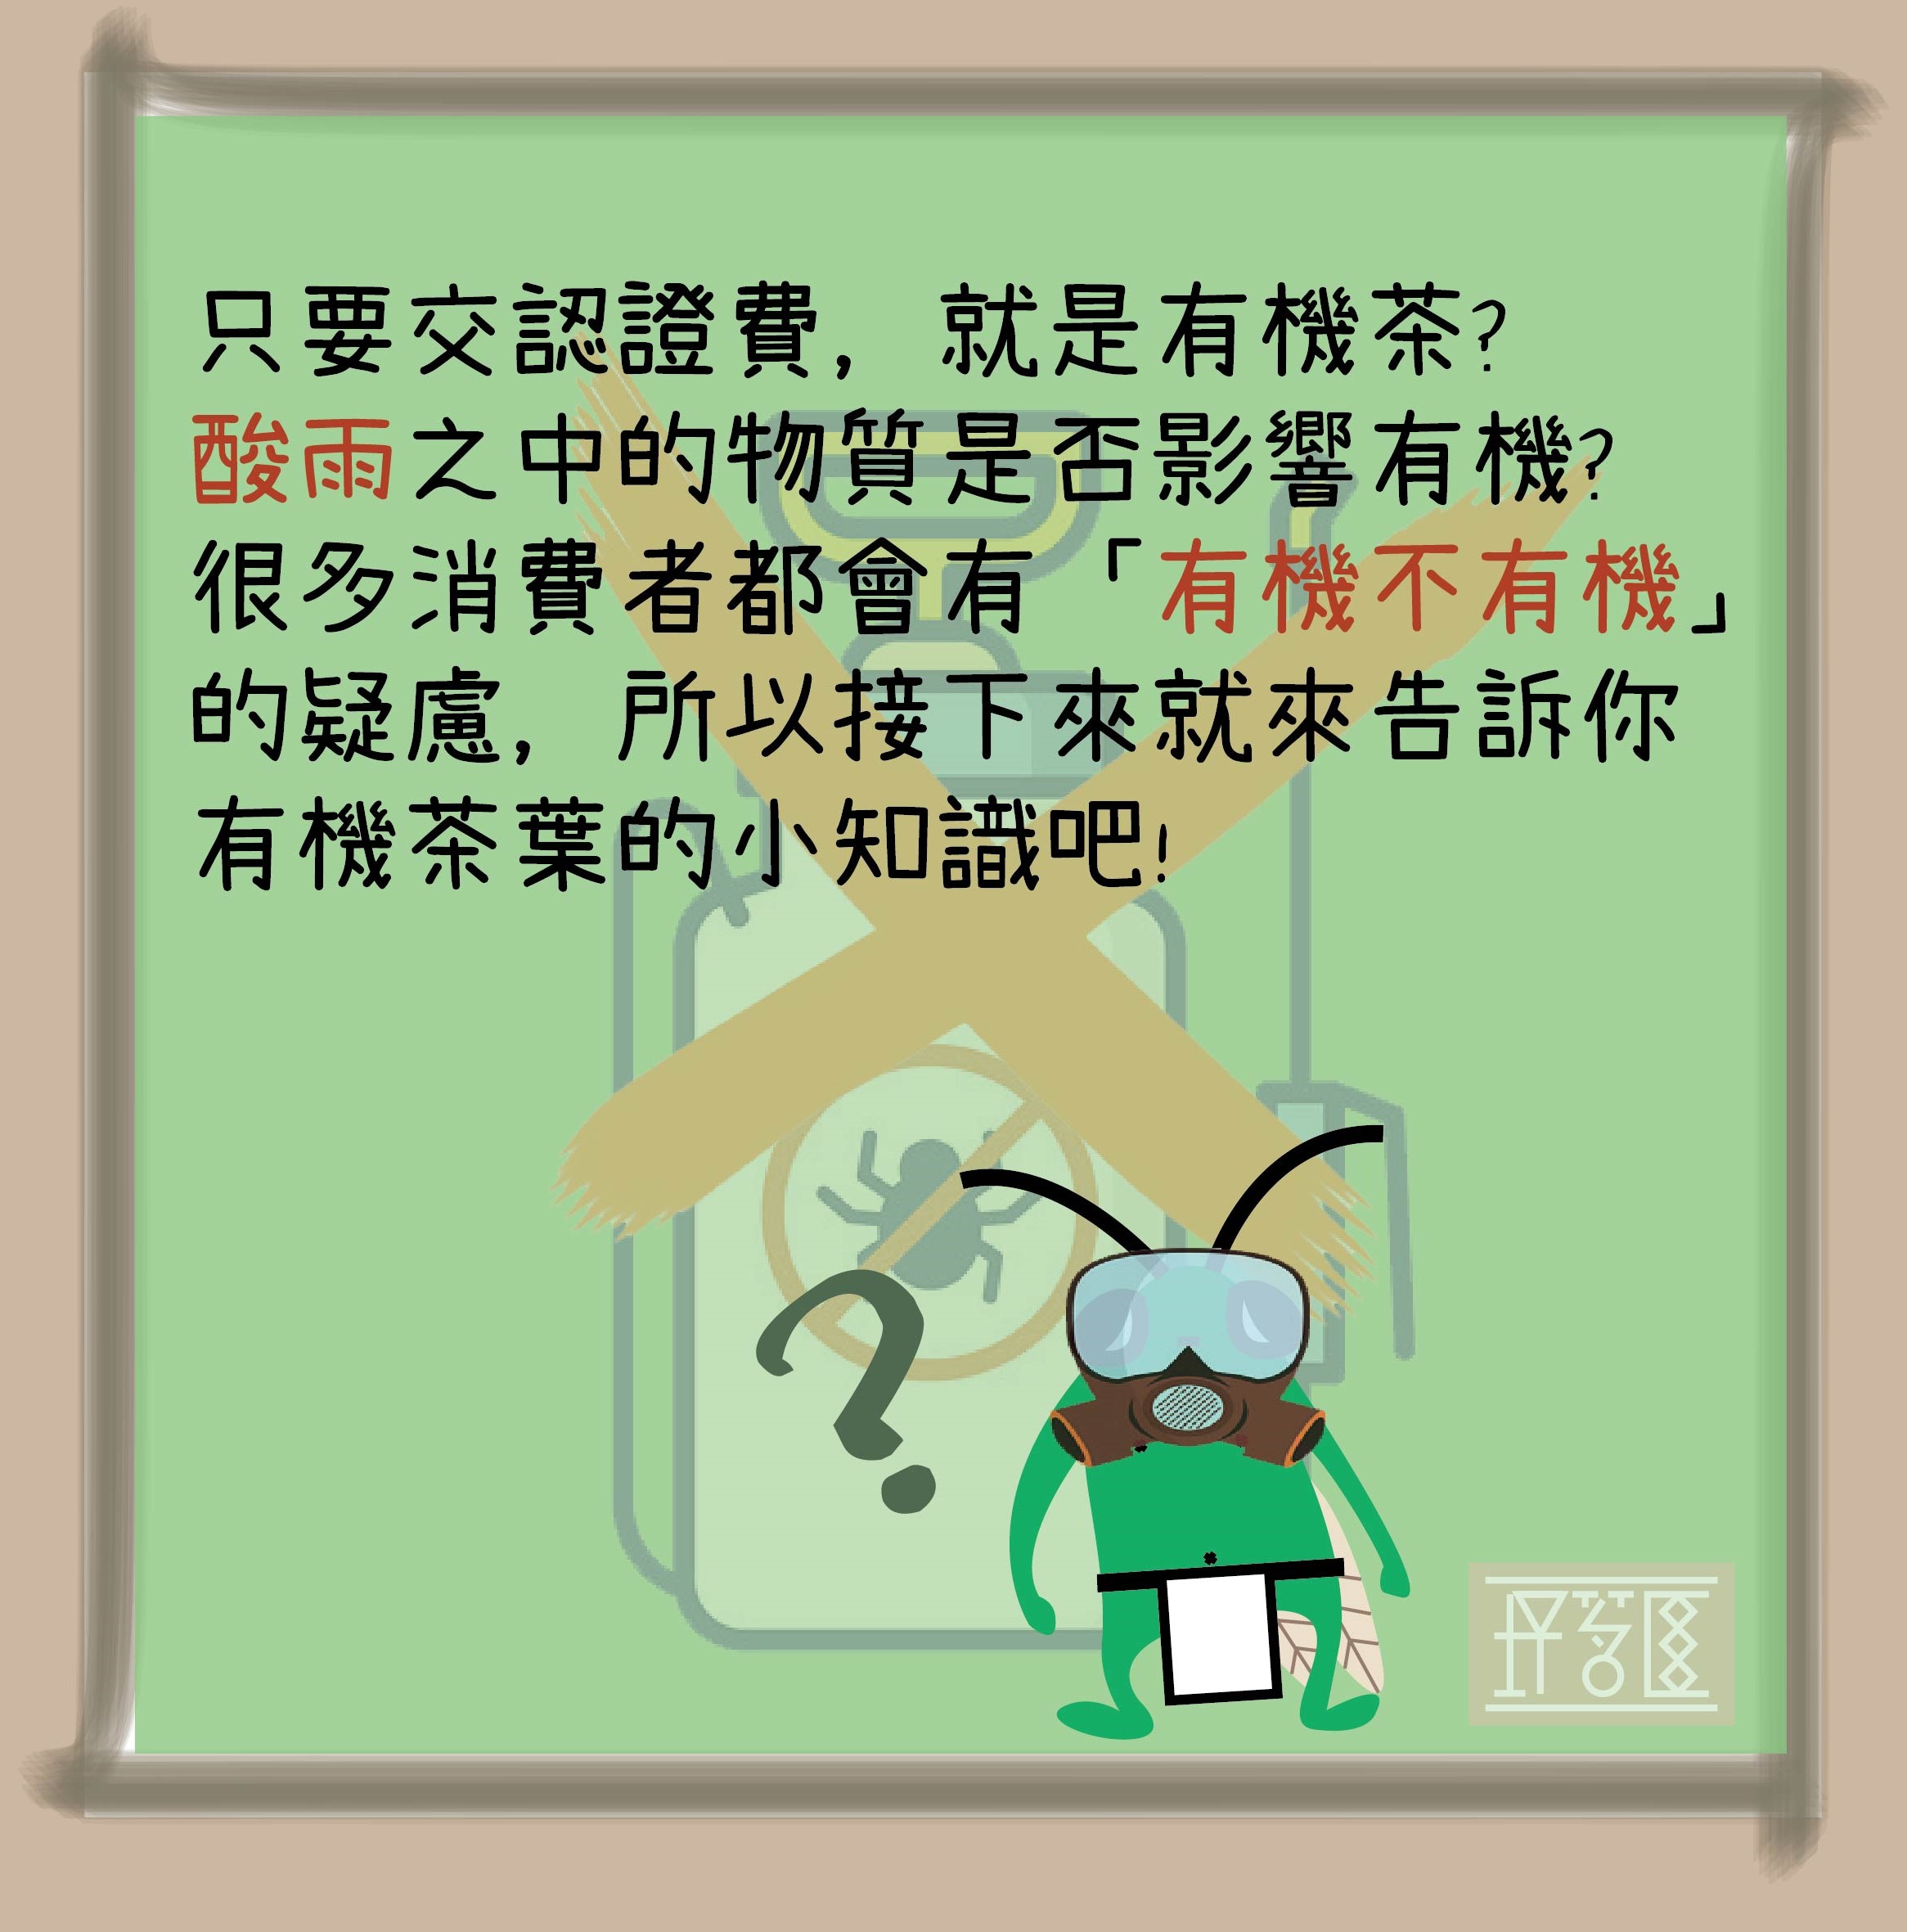 只要交認證費，就是有機茶?
酸雨之中的物質是否影響有機?
很多消費者都會有「有機不有機」
的疑慮，所以接下來就來告訴你
有機茶葉的小知識吧!
?